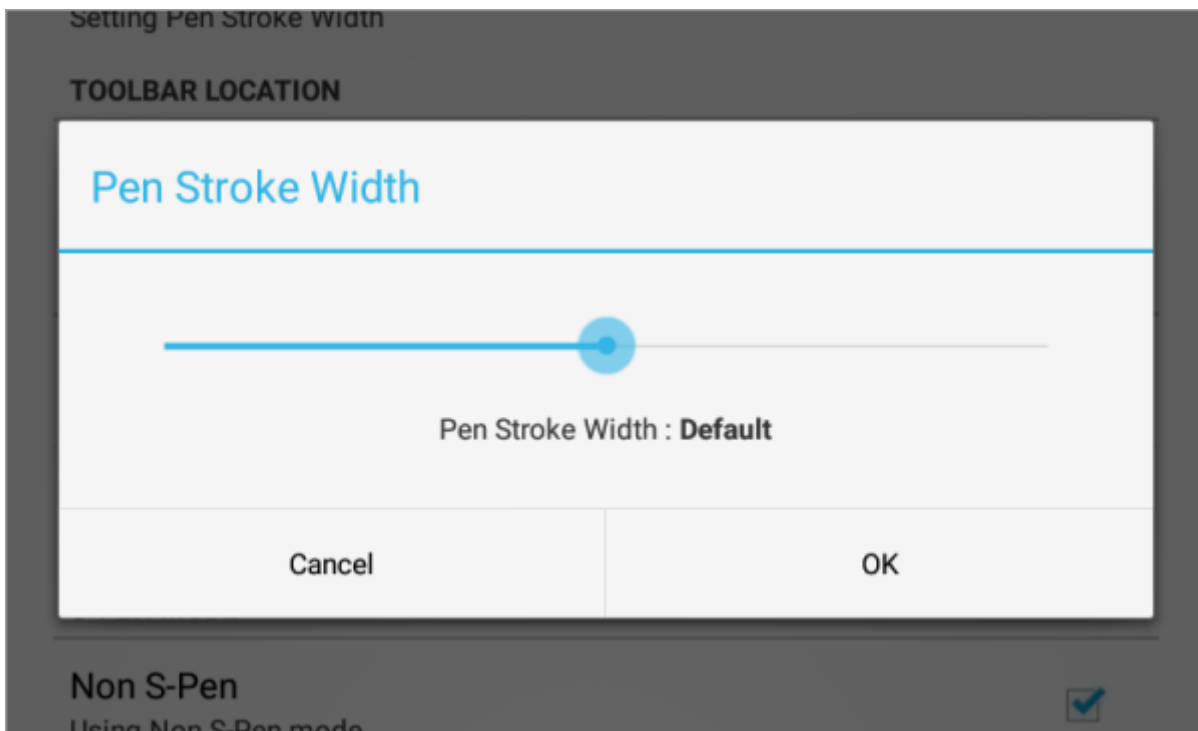 Setting Pen Stroke Width
TOOLBAR LOCATION
Pen Stroke Width
Pen Stroke Width : Default
Cancel
OK
Non S-Pen
Using Non S-Pen mode